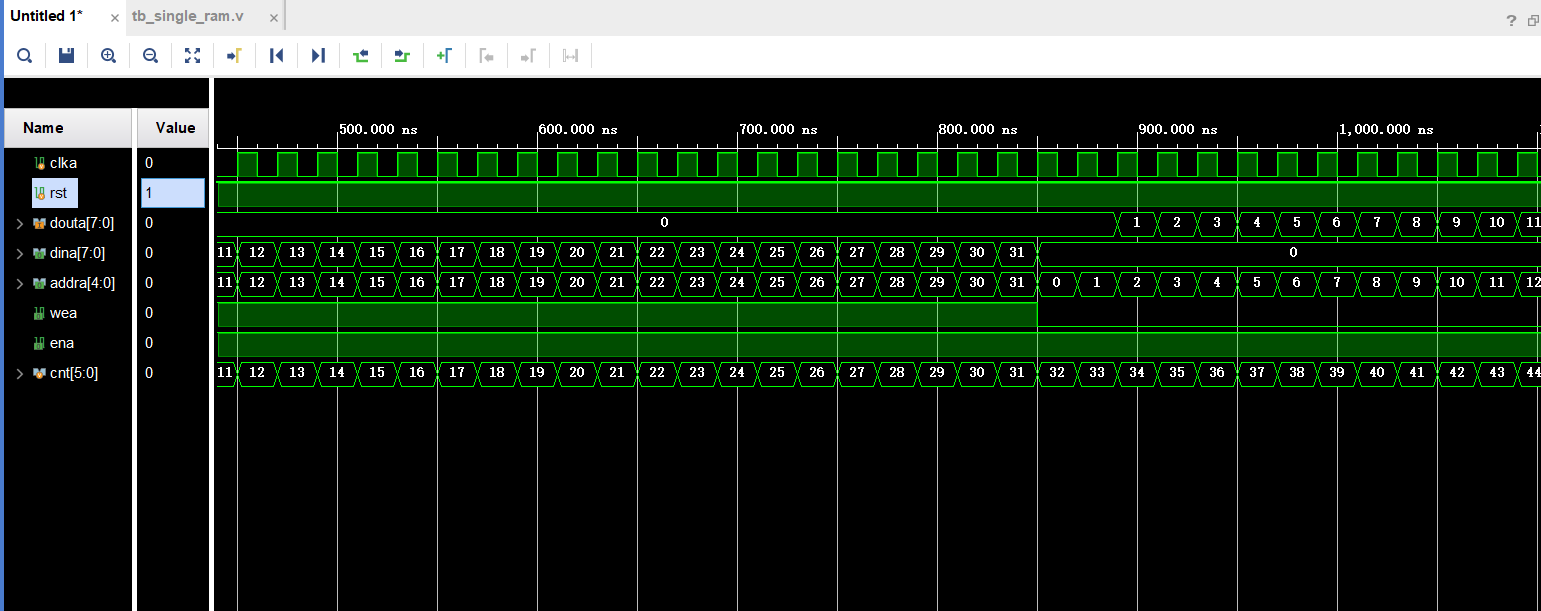 Untitled 1* × tb_single_ram.v × ?
Name Value 500.000 ns 600.000 ns 700.000 ns 800.000 ns 900.000 ns 1,000.000 ns
clka 0
rst 1
douta[7:0] 0 0 1 2 3 4 5 6 7 8 9 10 11
dina[7:0] 0 11 12 13 14 15 16 17 18 19 20 21 22 23 24 25 26 27 28 29 30 31 0
addra[4:0] 0 11 12 13 14 15 16 17 18 19 20 21 22 23 24 25 26 27 28 29 30 31 0 1 2 3 4 5 6 7 8 9 10 11 12
wea 0
ena 0
cnt[5:0] 0 11 12 13 14 15 16 17 18 19 20 21 22 23 24 25 26 27 28 29 30 31 32 33 34 35 36 37 38 39 40 41 42 43 44